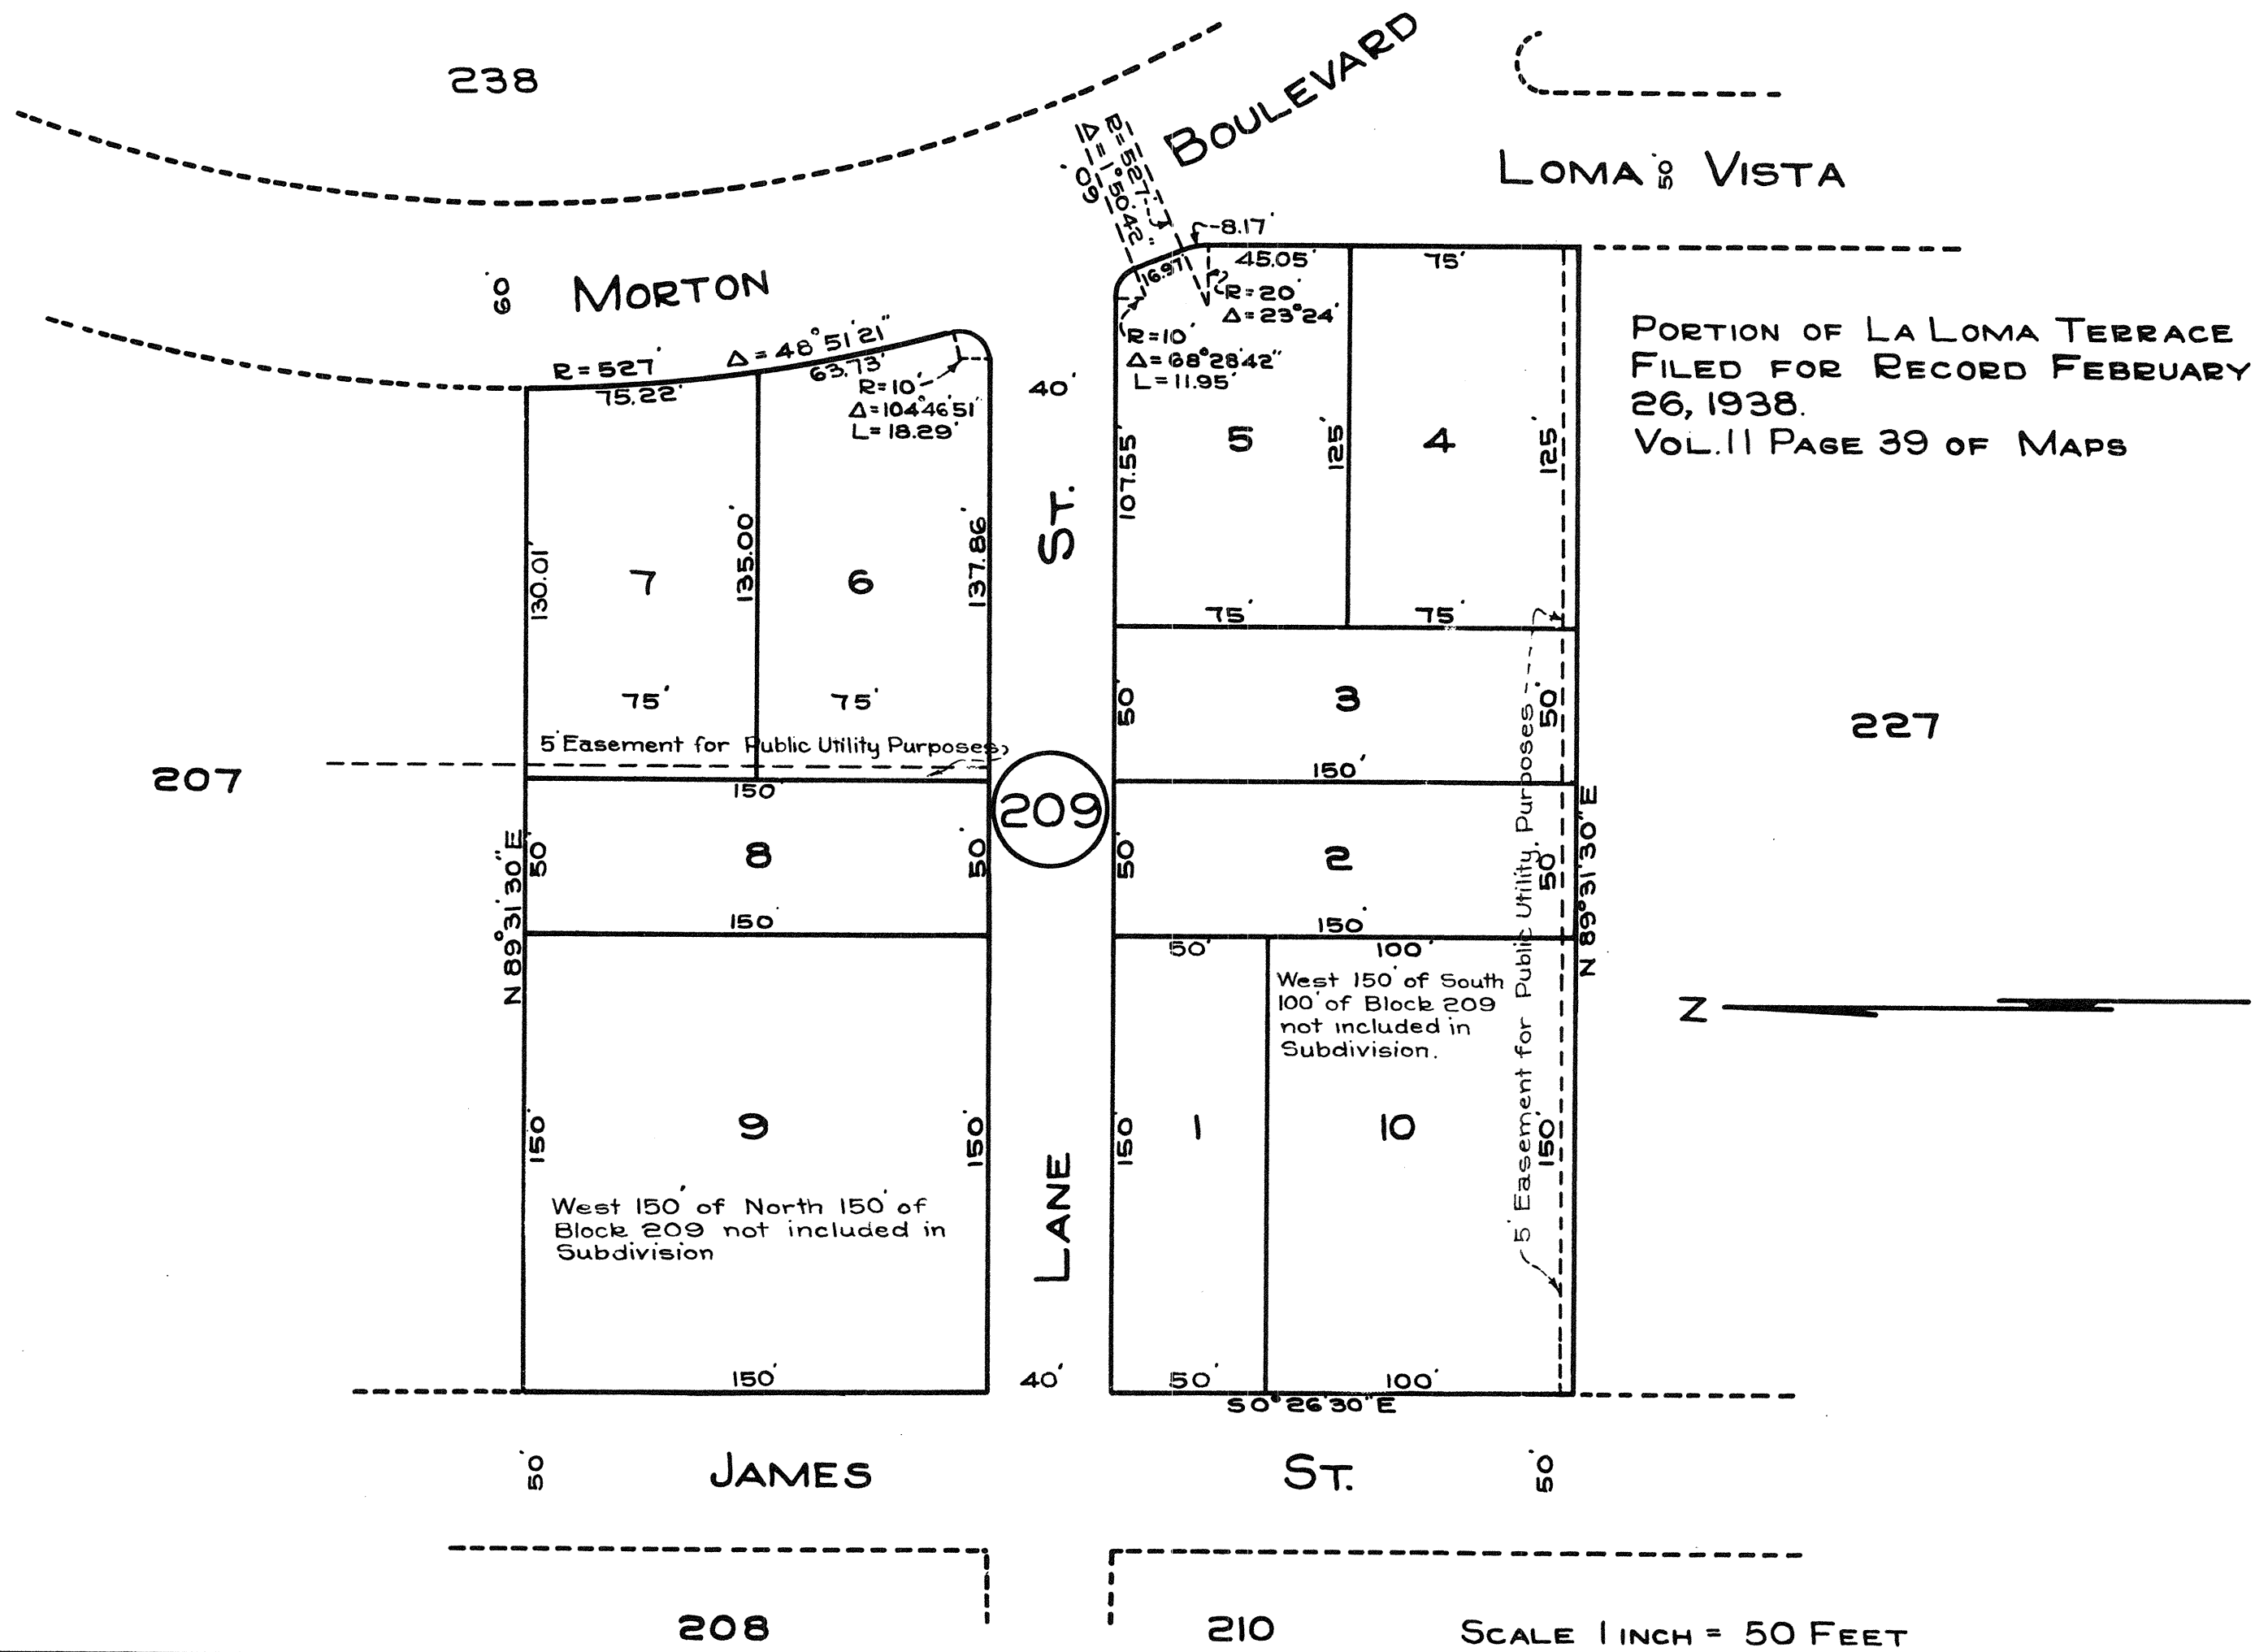 238
BOULEVARD
R=527'
Δ=1°50'42"
60'
LOMA 50' VISTA
8.17'
60'
MORTON
16.97'
45.05'
75'
R=20'
Δ=23°24'
R=10'
Δ=68°28'42"
L=11.95'
R=527'
Δ=48°51'21"
75.22'
63.73'
R=10'
Δ=104°46'51"
L=18.29'
40'
PORTION OF LA LOMA TERRACE
FILED FOR RECORD FEBRUARY
26, 1938.
VOL. 11 PAGE 39 OF MAPS
107.55'
5
125'
4
125'
ST.
130.01'
7
135.00'
6
137.86'
75'
75'
75'
75'
5' Easement for Public Utility Purposes
50'
3
50'
150'
207
227
150'
209
N 89°31'30"E
50'
8
50'
50'
2
50'
N 89°31'30"E
150'
150'
50'
100'
5' Easement for Public Utility Purposes
West 150' of South
100' of Block 209
not included in
Subdivision.
N
150'
9
150'
150'
1
10
150'
West 150' of North 150' of
Block 209 not included in
Subdivision
LANE
150'
40'
50'
100'
S0°26'30"E
50'
JAMES
ST.
50'
208
210
SCALE 1 INCH = 50 FEET